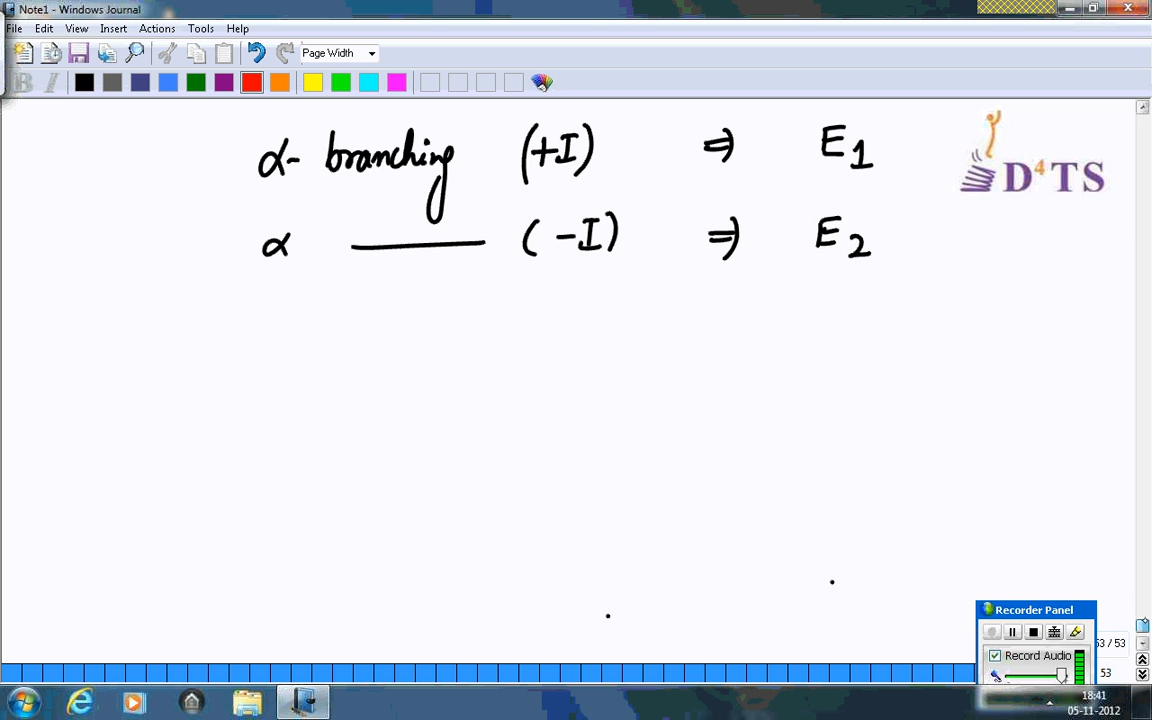 Note1 - Windows Journal
File Edit View Insert Actions Tools Help
Page Width
B I
α- branching (+I) ⇒ E1
α —— (-I) ⇒ E2
D4TS
Recorder Panel
Record Audio
53 / 53
53
18:41
05-11-2012